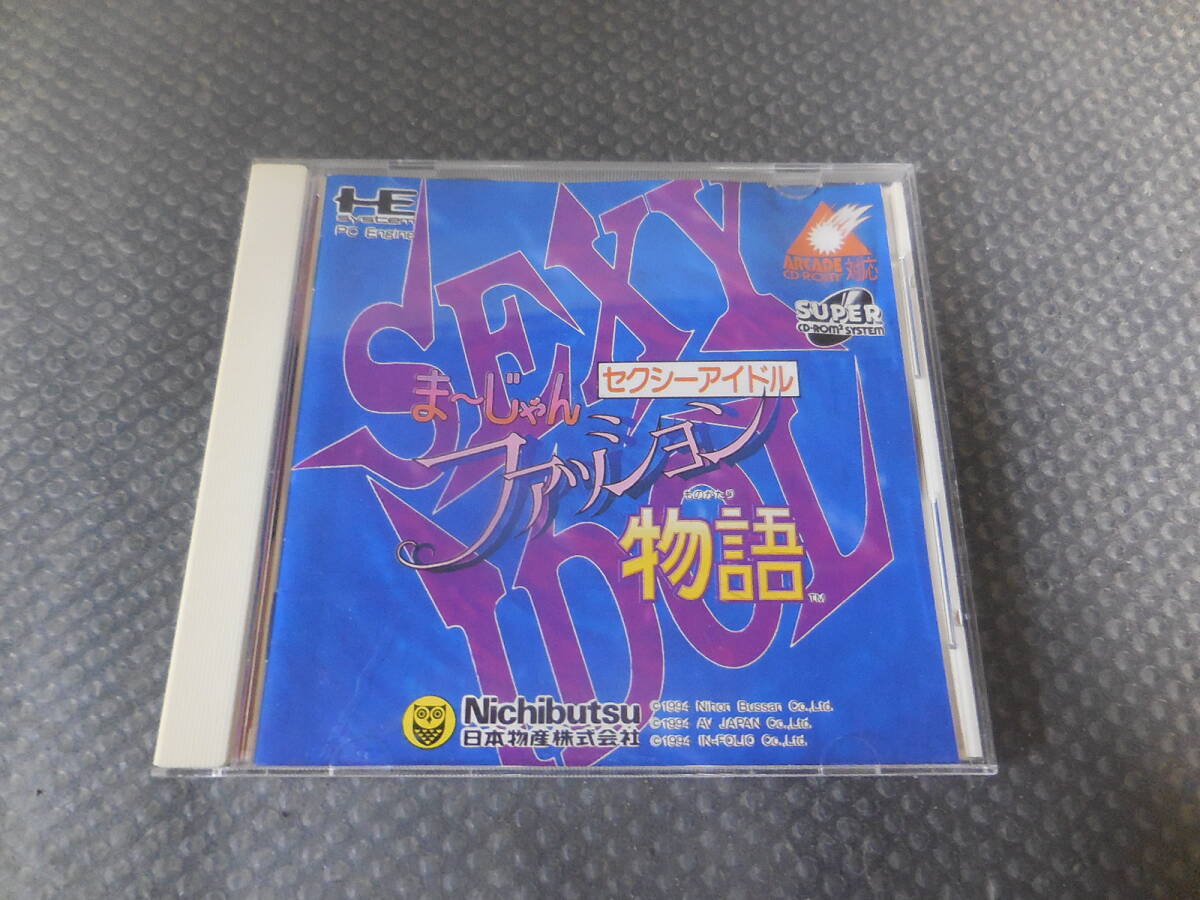 HE
SYSTEM
PC Engine
SEXY
IDOL
ARCADE
CD-ROM²
対応
SUPER
CD-ROM² SYSTEM
セクシーアイドル
ま〜じゃん
ファッション
ものがたり
物語
TM
Nichibutsu
日本物産株式会社
©1994 Nihon Bussan Co.,Ltd.
©1994 AV JAPAN Co.,Ltd.
©1994 IN-FOLIO Co.,Ltd.